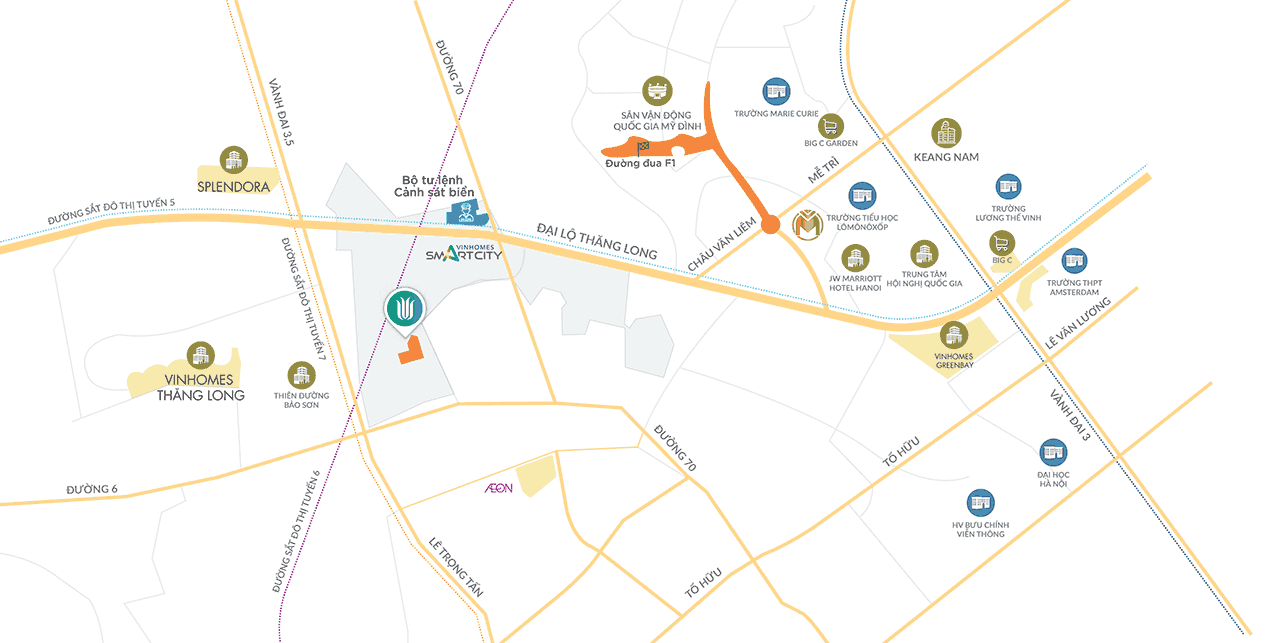 VÀNH ĐAI 3,5
ĐƯỜNG 70
SÂN VẬN ĐỘNG
QUỐC GIA MỸ ĐÌNH
Đường đua F1
TRƯỜNG MARIE CURIE
BIG C GARDEN
KEANG NAM
MỄ TRÌ
SPLENDORA
Bộ tư lệnh
Cảnh sát biển
ĐƯỜNG SẮT ĐÔ THỊ TUYẾN 5
VINHOMES
SMARTCITY
ĐẠI LỘ THĂNG LONG
CHÂU VĂN LIÊM
TRƯỜNG TIỂU HỌC
LÔMÔNÔXỐP
TRƯỜNG
LƯƠNG THẾ VINH
BIG C
JW MARRIOTT
HOTEL HANOI
TRUNG TÂM
HỘI NGHỊ QUỐC GIA
TRƯỜNG THPT
AMSTERDAM
ĐƯỜNG SẮT ĐÔ THỊ TUYẾN 7
LÊ VĂN LƯƠNG
VINHOMES
GREENBAY
VINHOMES
THĂNG LONG
THIÊN ĐƯỜNG
BẢO SƠN
VÀNH ĐAI 3
ĐƯỜNG 70
TỐ HỮU
ĐƯỜNG 6
ÆON
ĐẠI HỌC
HÀ NỘI
HV BƯU CHÍNH
VIỄN THÔNG
ĐƯỜNG SẮT ĐÔ THỊ TUYẾN 6
LÊ TRỌNG TẤN
TỐ HỮU